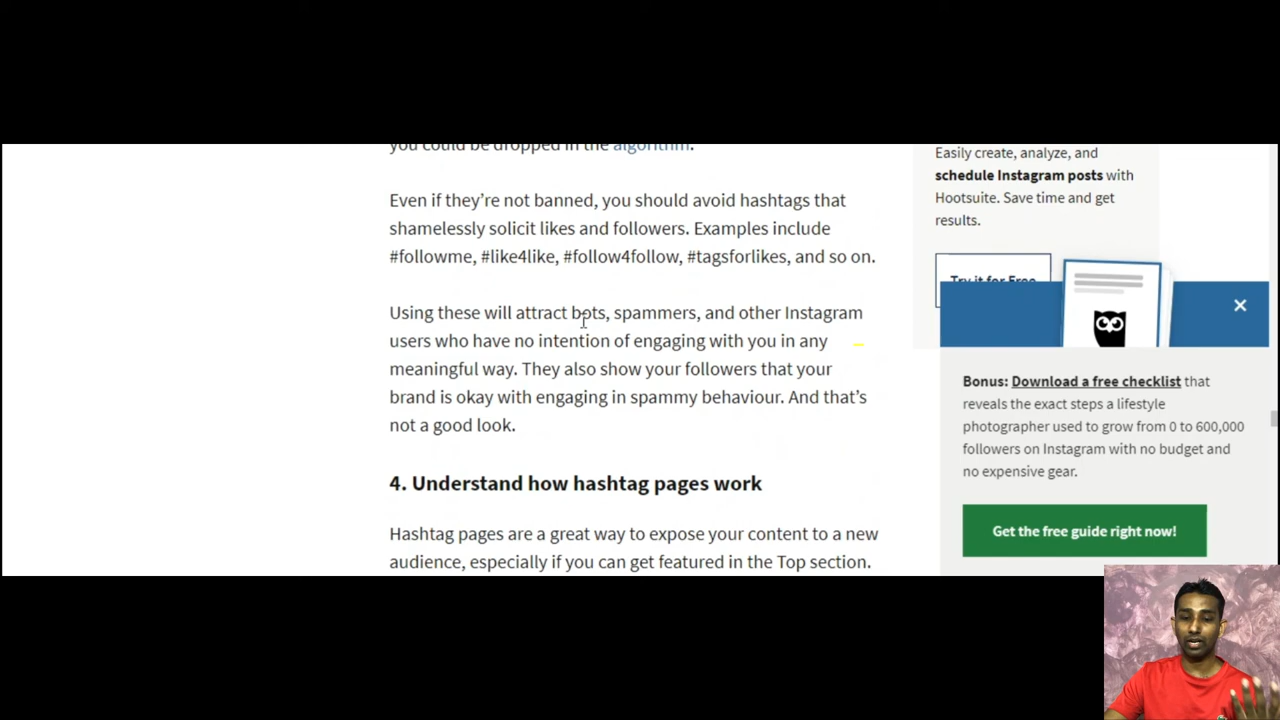 you could be dropped in the algorithm.
Even if they’re not banned, you should avoid hashtags that
shamelessly solicit likes and followers. Examples include
#followme, #like4like, #follow4follow, #tagsforlikes, and so on.
Using these will attract bots, spammers, and other Instagram
users who have no intention of engaging with you in any
meaningful way. They also show your followers that your
brand is okay with engaging in spammy behaviour. And that’s
not a good look.
4. Understand how hashtag pages work
Hashtag pages are a great way to expose your content to a new
audience, especially if you can get featured in the Top section.
Easily create, analyze, and
schedule Instagram posts with
Hootsuite. Save time and get
results.
Try it for Free
Bonus: Download a free checklist that
reveals the exact steps a lifestyle
photographer used to grow from 0 to 600,000
followers on Instagram with no budget and
no expensive gear.
Get the free guide right now!